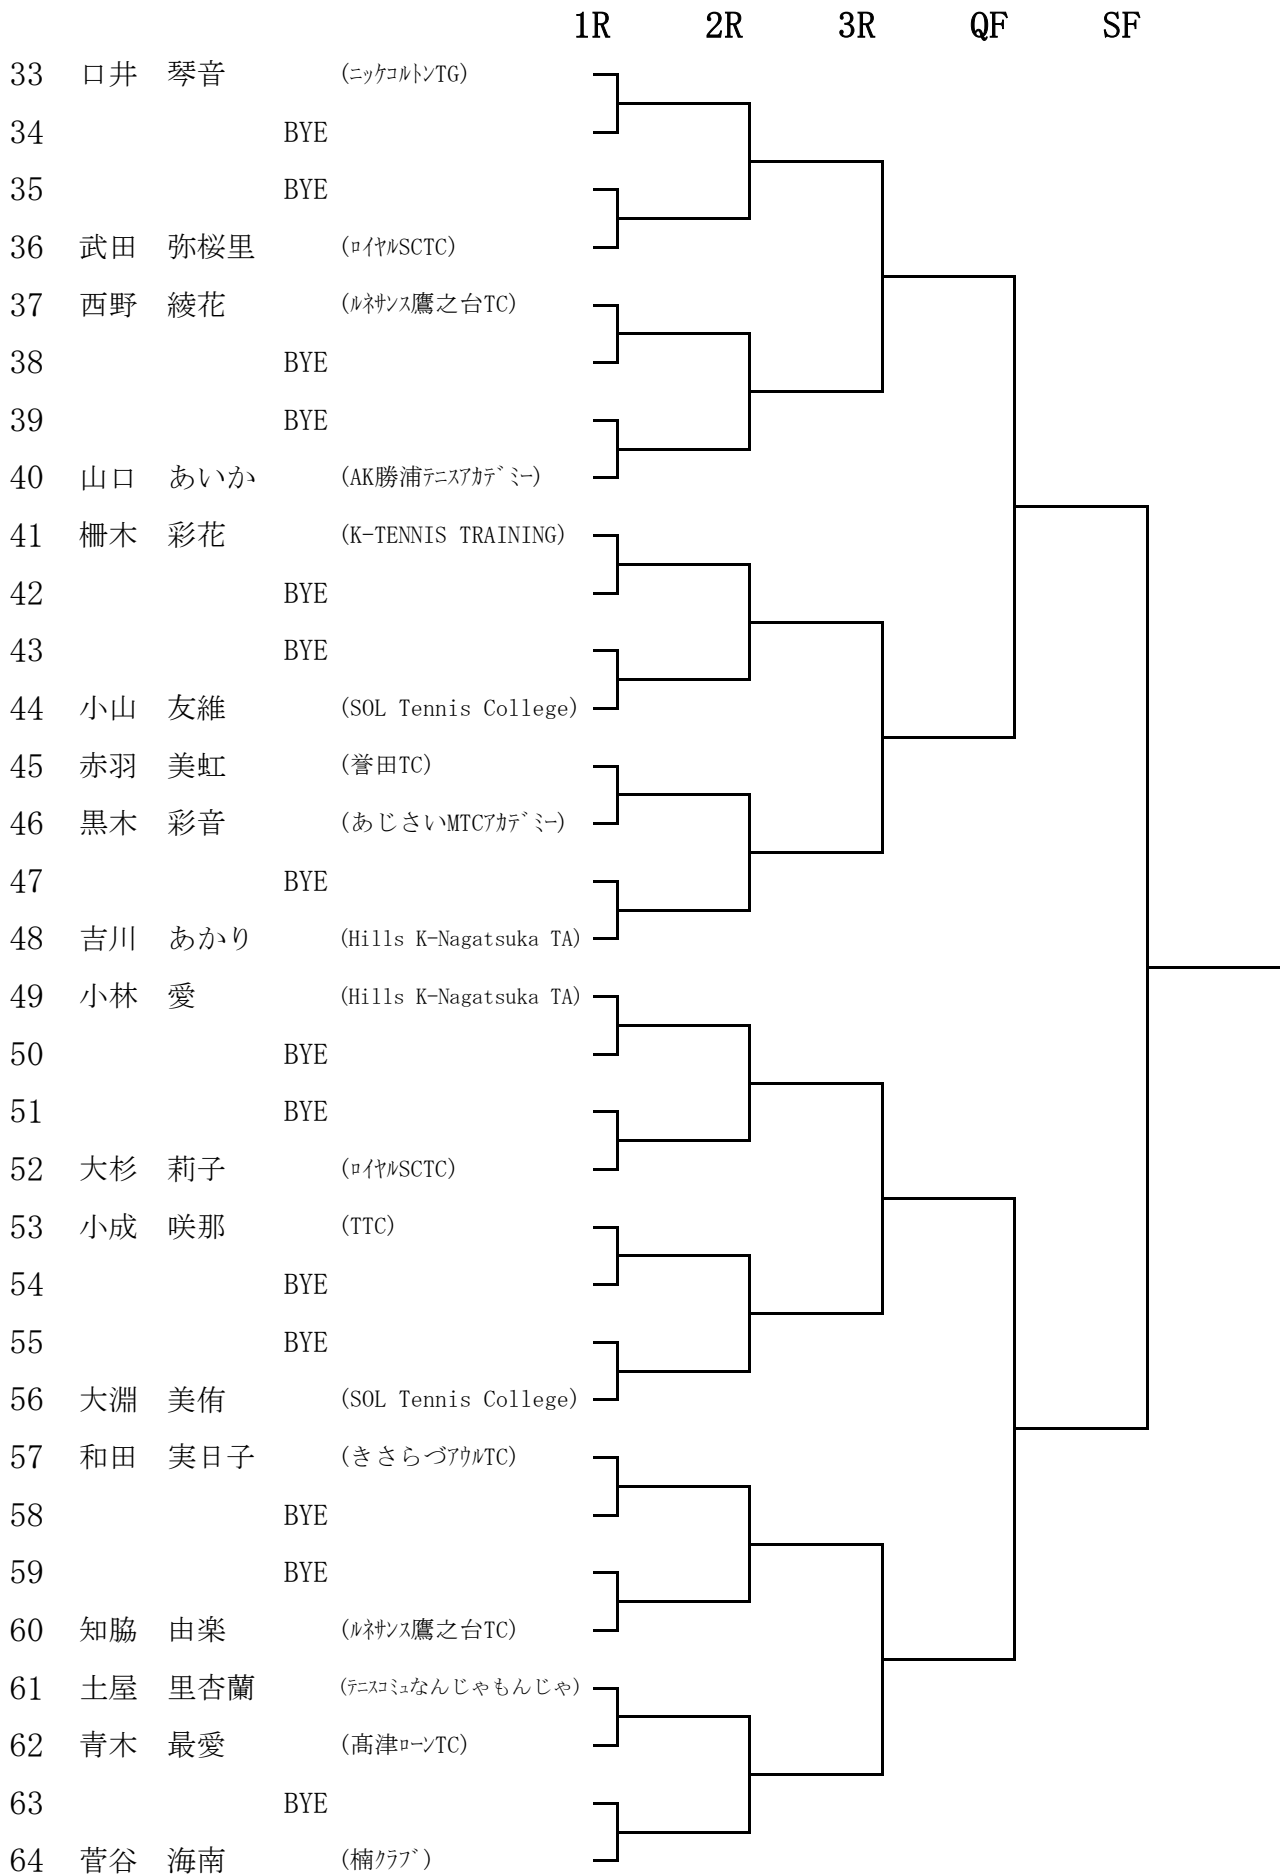 1R 2R 3R QF SF
33 口井 琴音 (ﾆｯｹｺﾙﾄﾝTG)
34 BYE
35 BYE
36 武田 弥桜里 (ﾛｲﾔﾙSCTC)
37 西野 綾花 (ﾙﾈｻﾝｽ鷹之台TC)
38 BYE
39 BYE
40 山口 あいか (AK勝浦ﾃﾆｽｱｶﾃﾞﾐｰ)
41 柵木 彩花 (K-TENNIS TRAINING)
42 BYE
43 BYE
44 小山 友維 (SOL Tennis College)
45 赤羽 美虹 (誉田TC)
46 黒木 彩音 (あじさいMTCｱｶﾃﾞﾐｰ)
47 BYE
48 吉川 あかり (Hills K-Nagatsuka TA)
49 小林 愛 (Hills K-Nagatsuka TA)
50 BYE
51 BYE
52 大杉 莉子 (ﾛｲﾔﾙSCTC)
53 小成 咲那 (TTC)
54 BYE
55 BYE
56 大淵 美侑 (SOL Tennis College)
57 和田 実日子 (きさらづｱｳﾙTC)
58 BYE
59 BYE
60 知脇 由楽 (ﾙﾈｻﾝｽ鷹之台TC)
61 土屋 里杏蘭 (ﾃﾆｽｺﾐｭなんじゃもんじゃ)
62 青木 最愛 (髙津ﾛｰﾝTC)
63 BYE
64 菅谷 海南 (楠ｸﾗﾌﾞ)